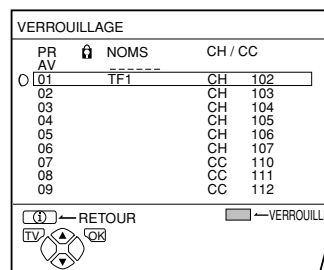 VERROUILLAGE
PR NOMS CH / CC
AV _ _ _ _ _ _
01 TF1 CH 102
02 CH 103
03 CH 104
04 CH 105
05 CH 106
06 CH 107
07 CC 110
08 CC 111
09 CC 112
i RETOUR VERROUILL
TV OK